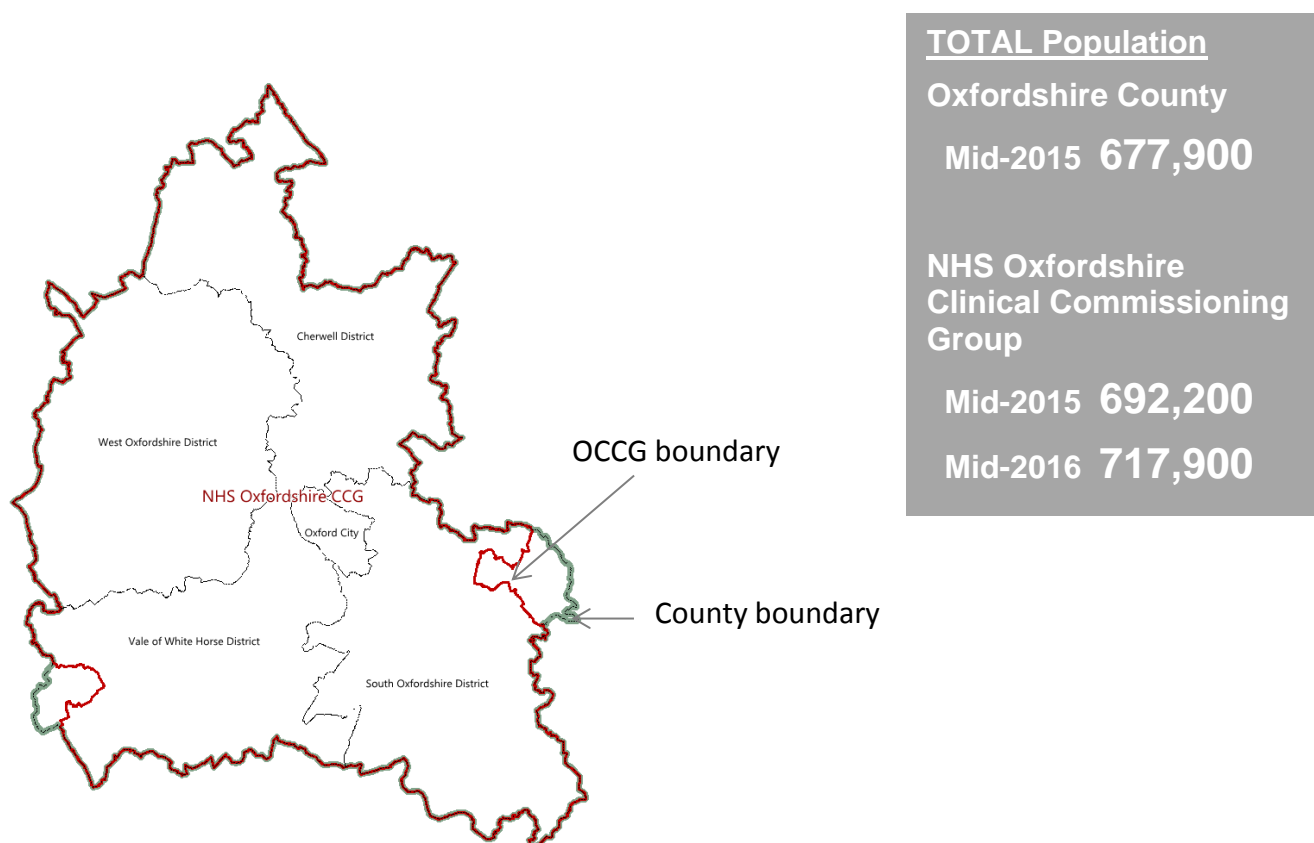 TOTAL Population
Oxfordshire County
Mid-2015 677,900
NHS Oxfordshire
Clinical Commissioning
Group
Mid-2015 692,200
Mid-2016 717,900
Cherwell District
West Oxfordshire District
OCCG boundary
NHS Oxfordshire CCG
Oxford City
County boundary
Vale of White Horse District
South Oxfordshire District